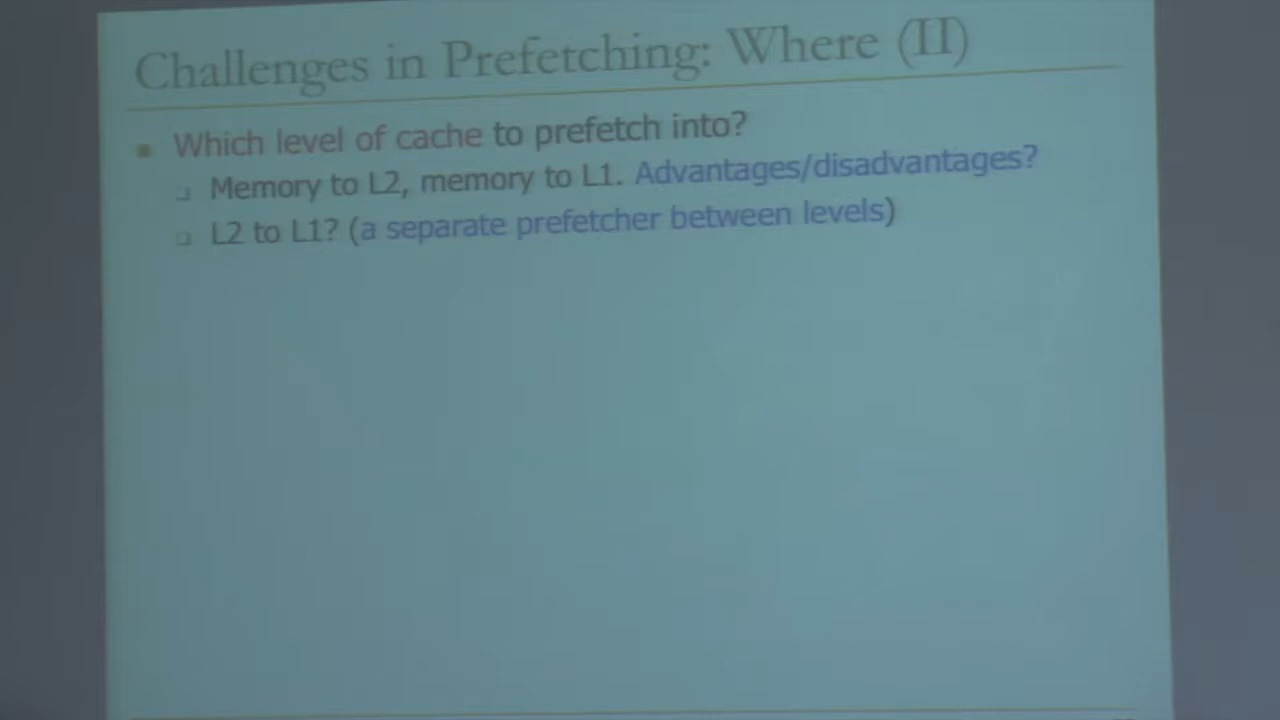 Challenges in Prefetching: Where (II)
Which level of cache to prefetch into?
Memory to L2, memory to L1. Advantages/disadvantages?
L2 to L1? (a separate prefetcher between levels)